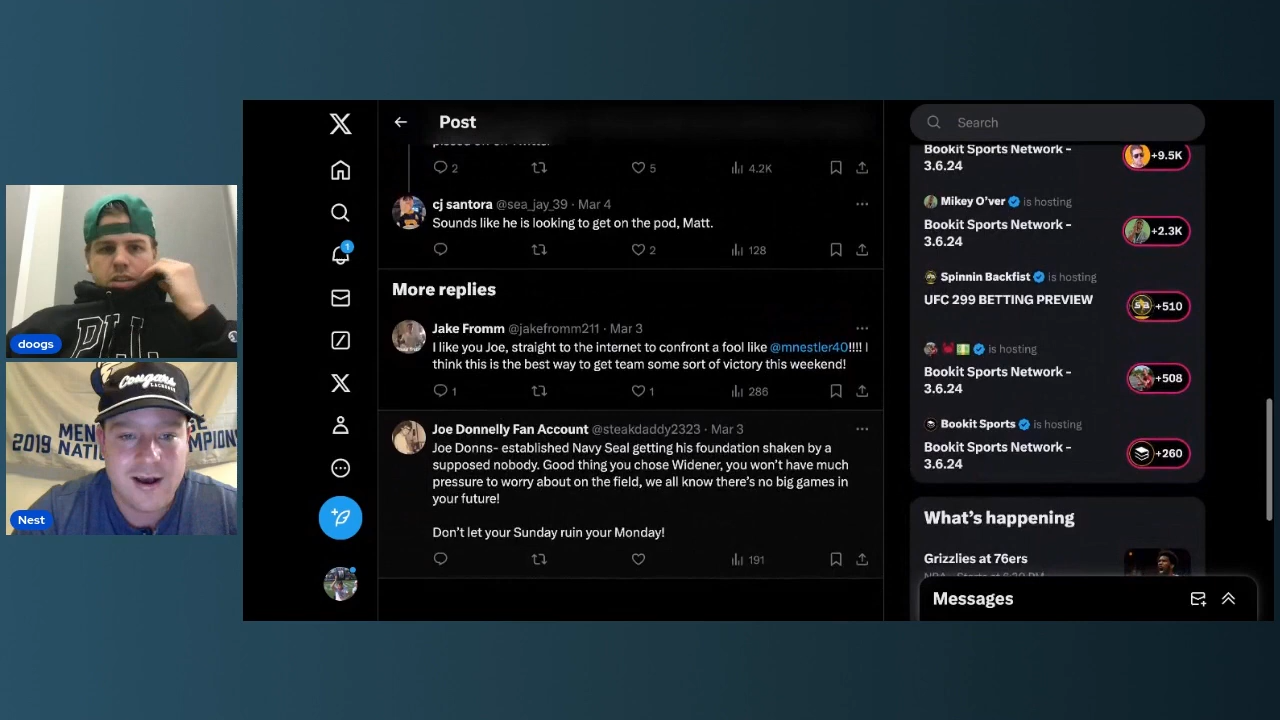 Post
Search
2
5
4.2K
cj santora @sea_jay_39 · Mar 4
Sounds like he is looking to get on the pod, Matt.
2
128
More replies
Jake Fromm @jakefromm211 · Mar 3
I like you Joe, straight to the internet to confront a fool like @mnestler40!!!! I
think this is the best way to get team some sort of victory this weekend!
1
1
286
Joe Donnelly Fan Account @steakdaddy2323 · Mar 3
Joe Donns- established Navy Seal getting his foundation shaken by a
supposed nobody. Good thing you chose Widener, you won't have much
pressure to worry about on the field, we all know there's no big games in
your future!
Don't let your Sunday ruin your Monday!
191
1
Bookit Sports Network -
3.6.24
+9.5K
Mikey O'ver is hosting
Bookit Sports Network -
3.6.24
+2.3K
Spinnin Backfist is hosting
UFC 299 BETTING PREVIEW
+510
is hosting
Bookit Sports Network -
3.6.24
+508
Bookit Sports is hosting
Bookit Sports Network -
3.6.24
+260
What's happening
Grizzlies at 76ers
Messages
PLL
doogs
Cougars
LACROSSE
2019
MEN
NATI
MPION
Nest